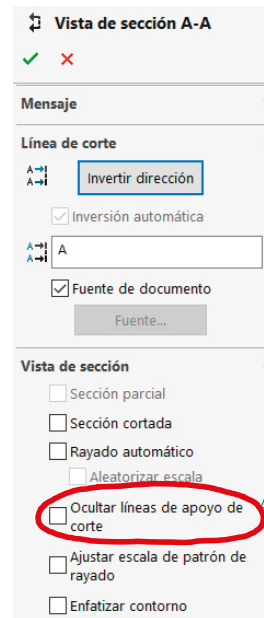 Vista de sección A-A
Mensaje
Línea de corte
A
A
Invertir dirección
Inversión automática
A
A
A
Fuente de documento
Fuente...
Vista de sección
Sección parcial
Sección cortada
Rayado automático
Aleatorizar escala
Ocultar líneas de apoyo de
corte
Ajustar escala de patrón de
rayado
Enfatizar contorno